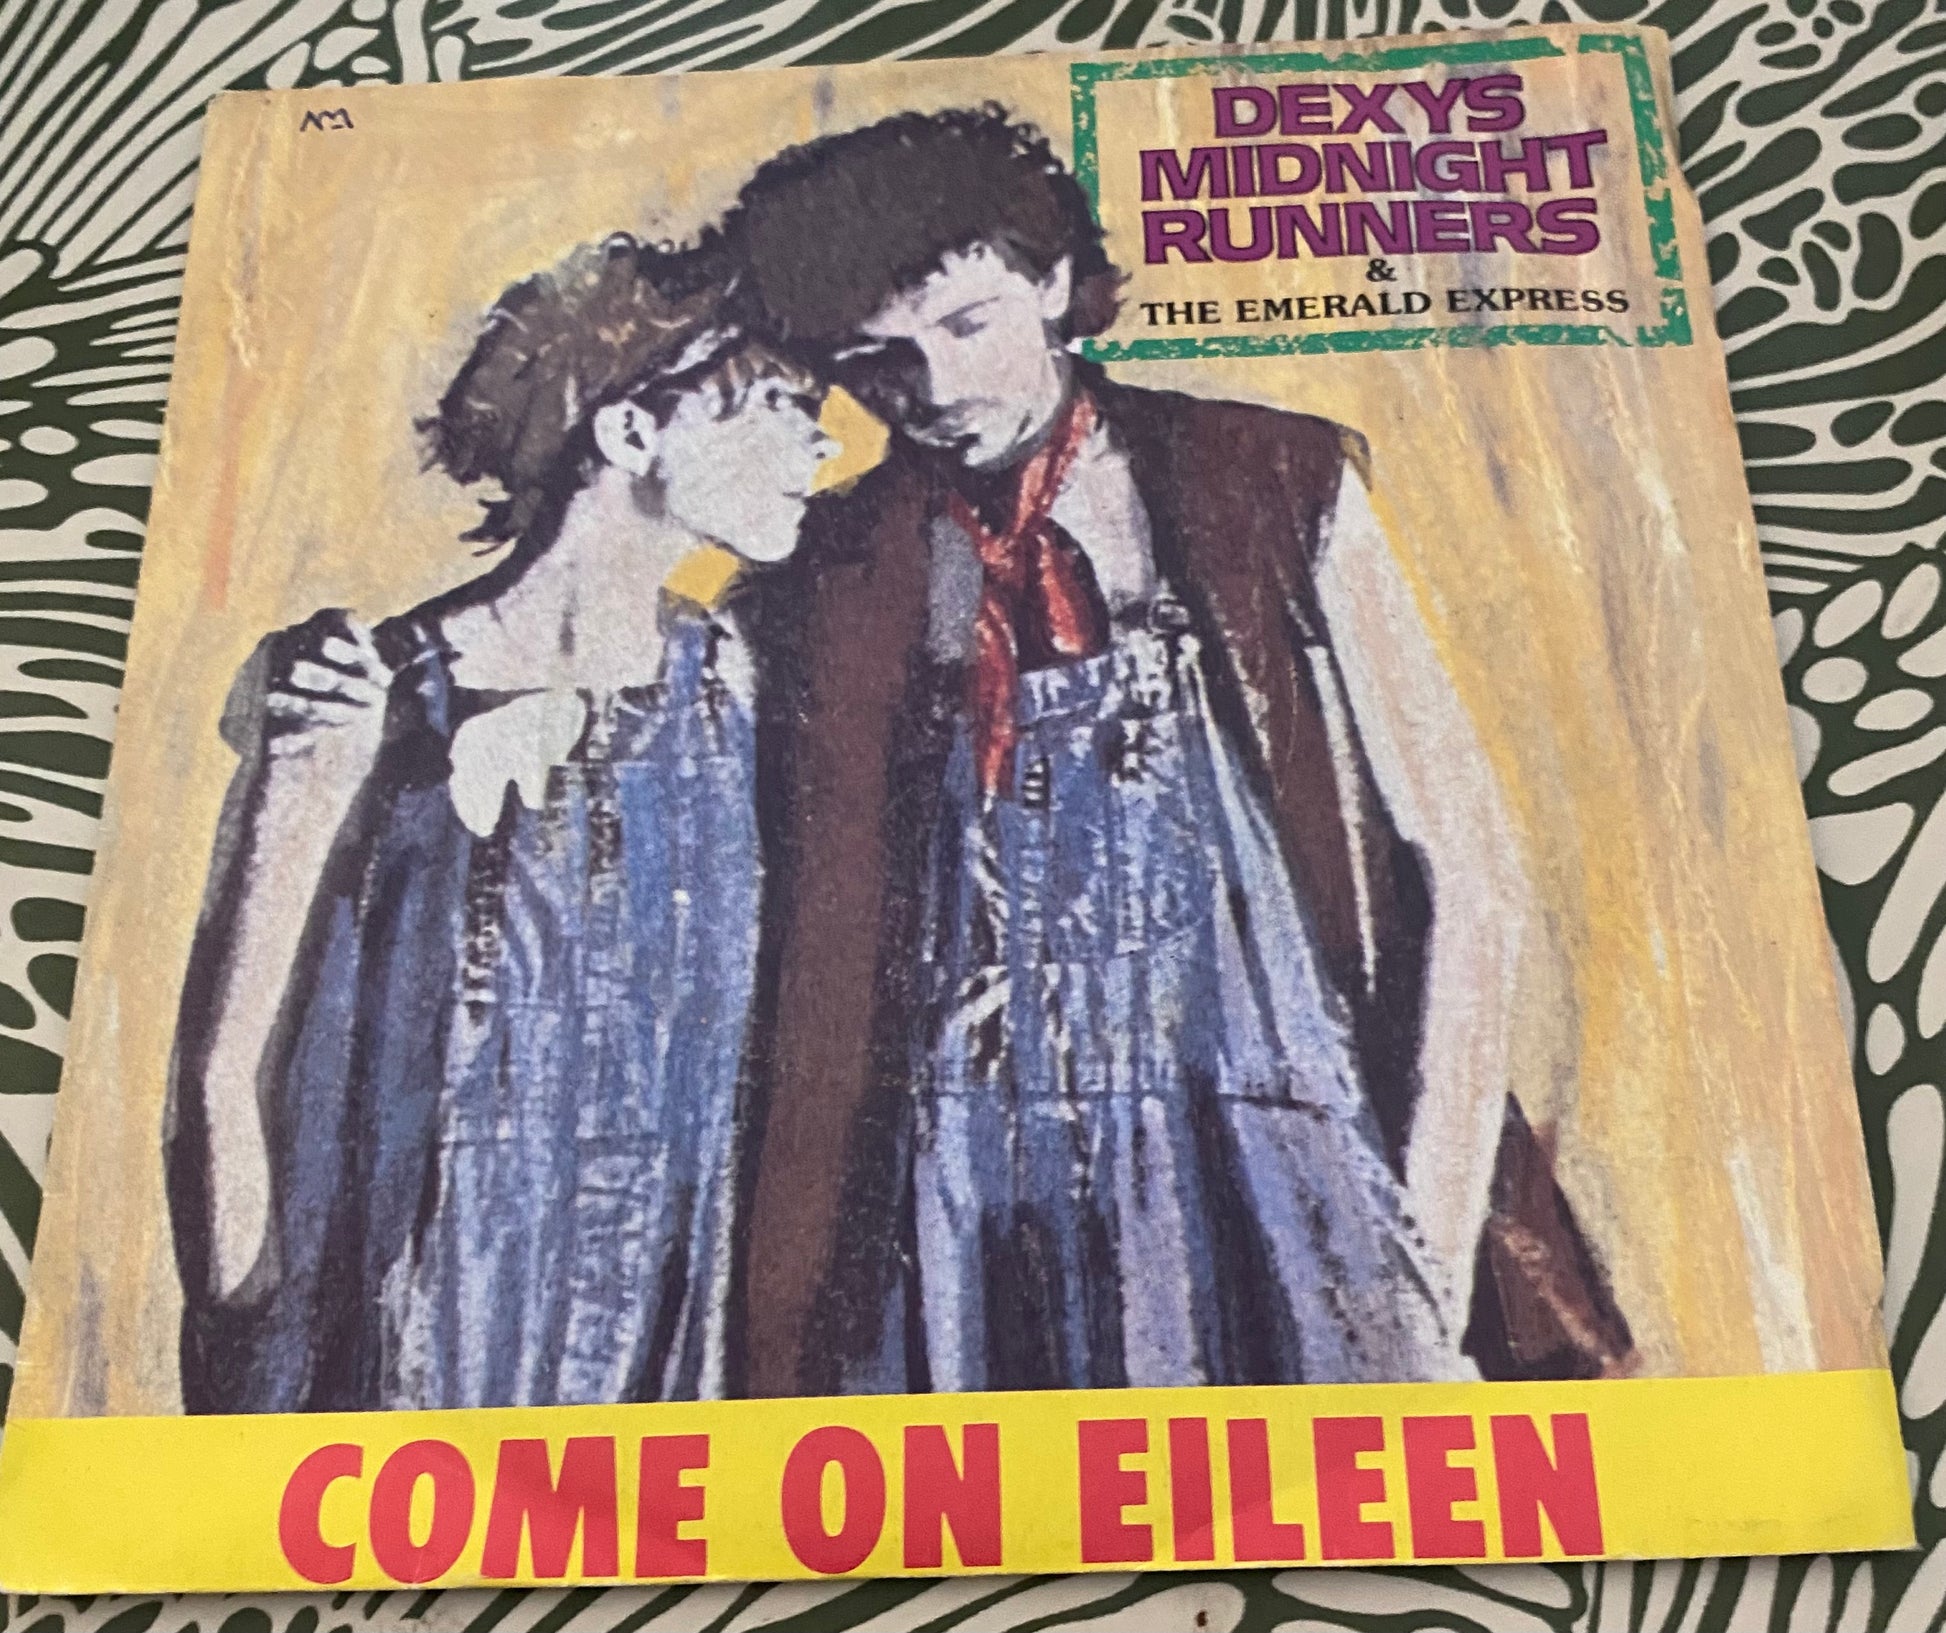 DEXYS
MIDNIGHT
RUNNERS
&
THE EMERALD EXPRESS
COME ON EILEEN